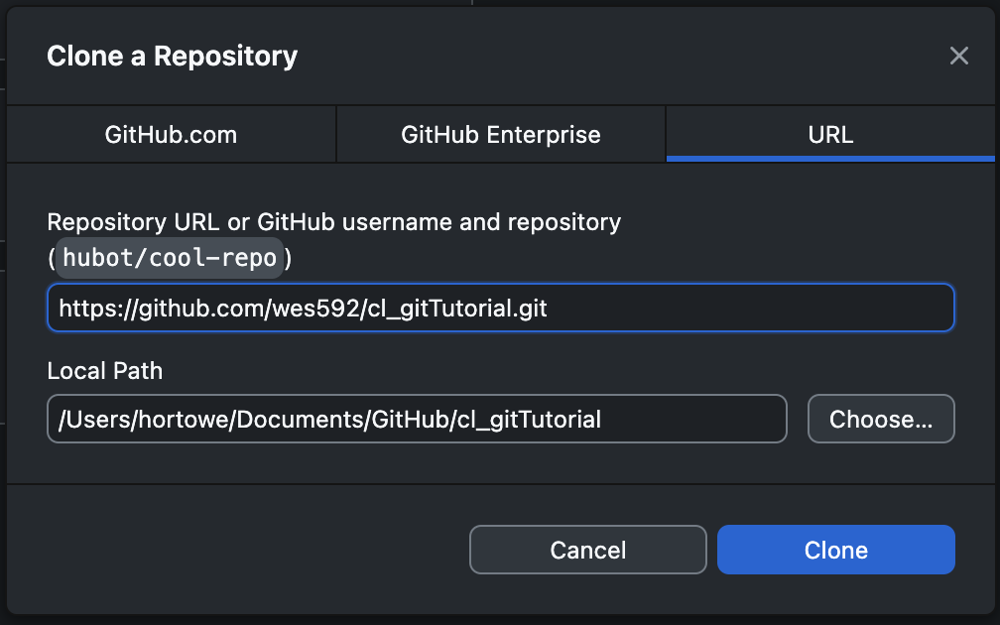 Clone a Repository
GitHub.com
GitHub Enterprise
URL
Repository URL or GitHub username and repository
(hubot/cool-repo)
https://github.com/wes592/cl_gitTutorial.git
Local Path
/Users/hortowe/Documents/GitHub/cl_gitTutorial
Choose...
Cancel
Clone